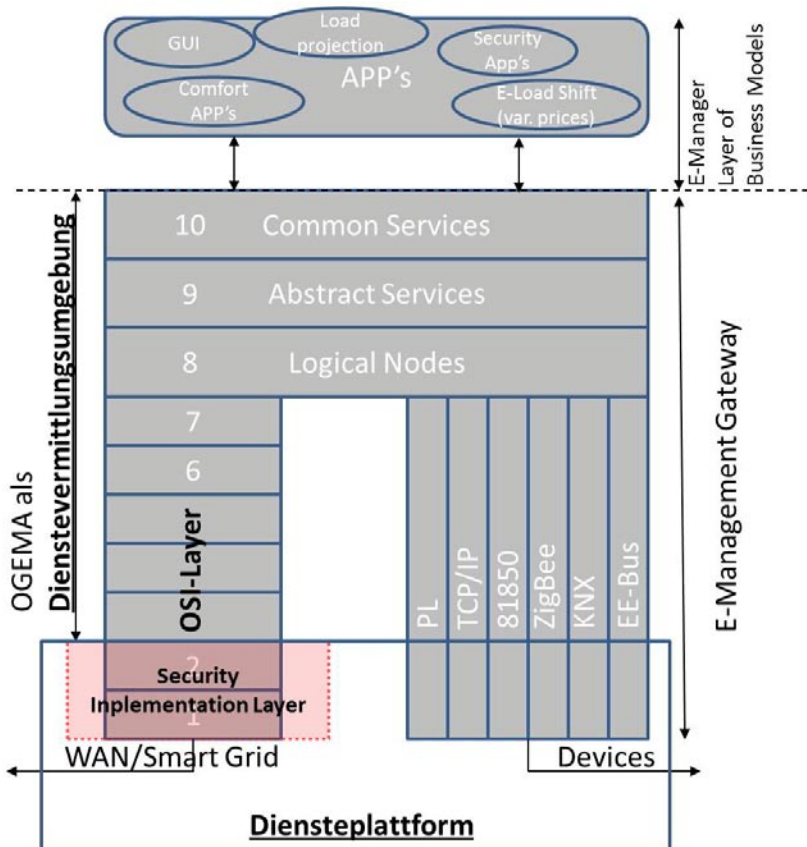 GUI
Load
projection
Security
App's
APP's
Comfort
APP's
E-Load Shift
(var. prices)
E-Manager
Layer of
Business Models
10 Common Services
9 Abstract Services
8 Logical Nodes
7
6
OSI-Layer
2
1
Security
Inplementation Layer
PL
TCP/IP
81850
ZigBee
KNX
EE-Bus
OGEMA als
Dienstevermittlungsumgebung
E-Management Gateway
WAN/Smart Grid
Devices
Diensteplattform